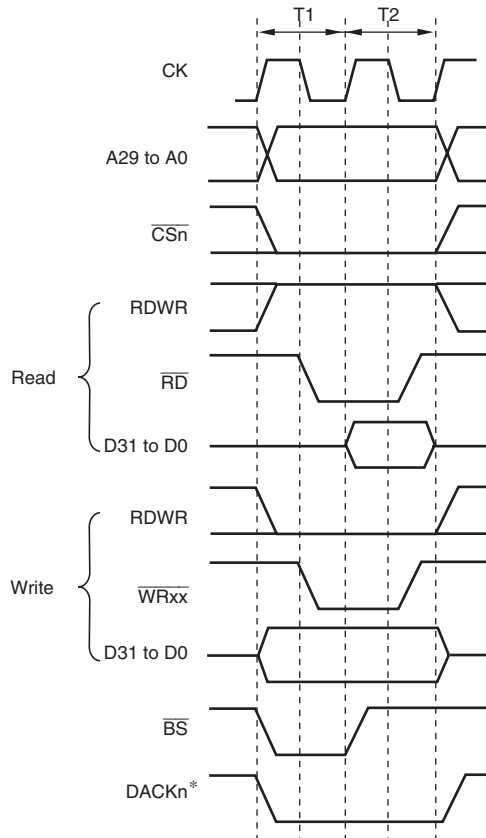 T1 T2
CK
A29 to A0
CSn
RDWR
Read
RD
D31 to D0
RDWR
Write
WRxx
D31 to D0
BS
DACKn*